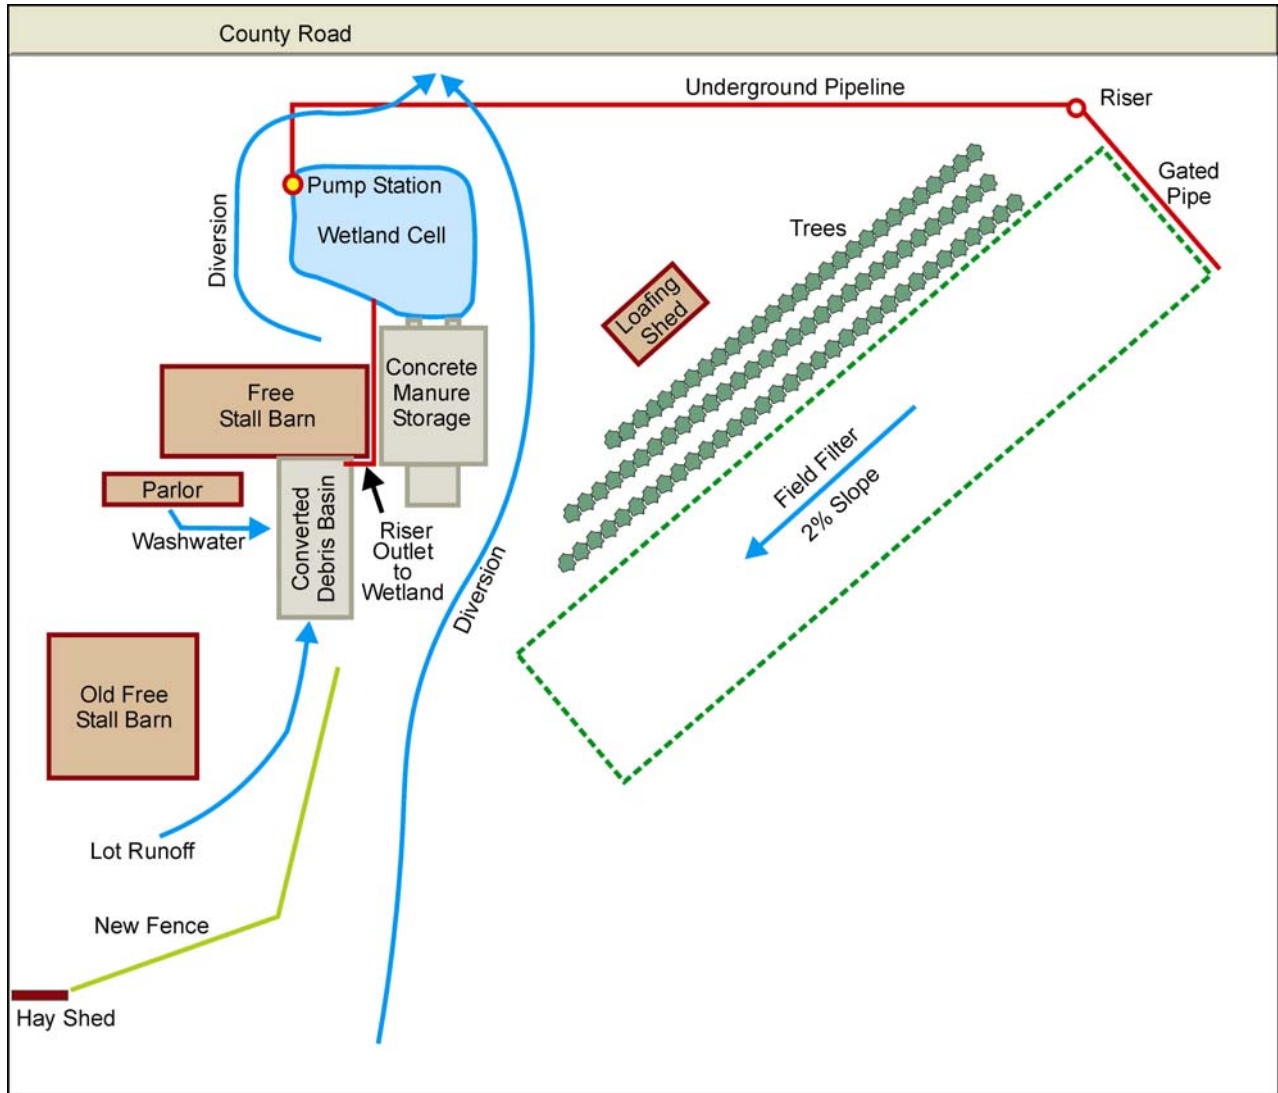 County Road
Underground Pipeline
Riser
Gated
Pipe
Pump Station
Wetland Cell
Diversion
Trees
Loafing
Shed
Free
Stall Barn
Concrete
Manure
Storage
Parlor
Washwater
Converted
Debris Basin
Riser
Outlet
to
Wetland
Diversion
Field Filter
2% Slope
Old Free
Stall Barn
Lot Runoff
New Fence
Hay Shed